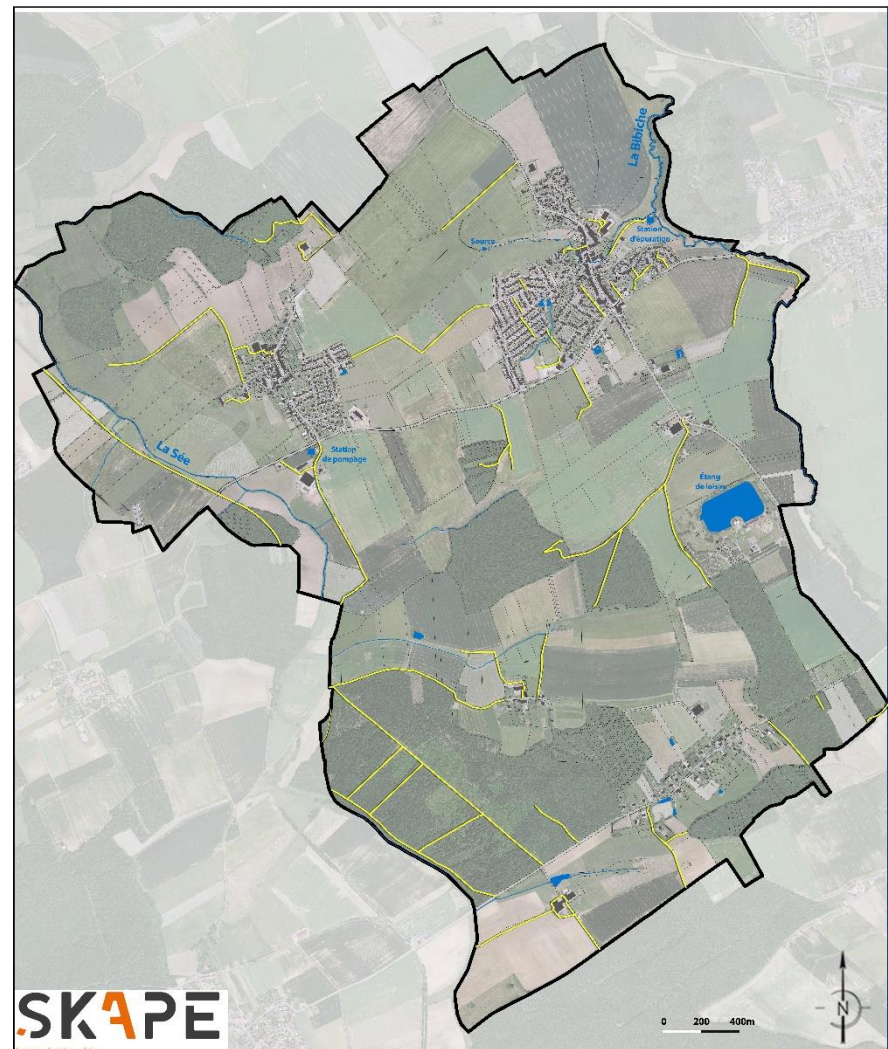 La Bibiche
Source
Station
d'épuration
La Sée
Station
de pompage
Étang
de loisirs
N
0 200 400m
SKAPE